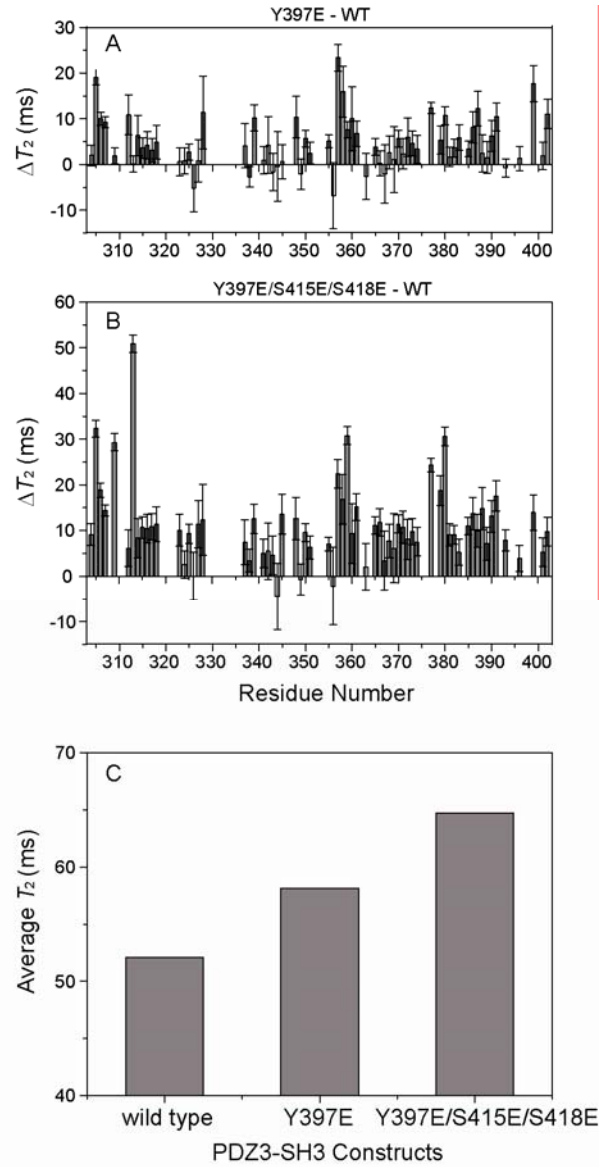 Y397E - WT
A
30
20
10
0
-10
ΔT₂ (ms)
310 320 330 340 350 360 370 380 390 400
Y397E/S415E/S418E - WT
B
60
50
40
30
20
10
0
-10
ΔT₂ (ms)
310 320 330 340 350 360 370 380 390 400
Residue Number
C
70
60
50
40
Average T₂ (ms)
wild type Y397E Y397E/S415E/S418E
PDZ3-SH3 Constructs